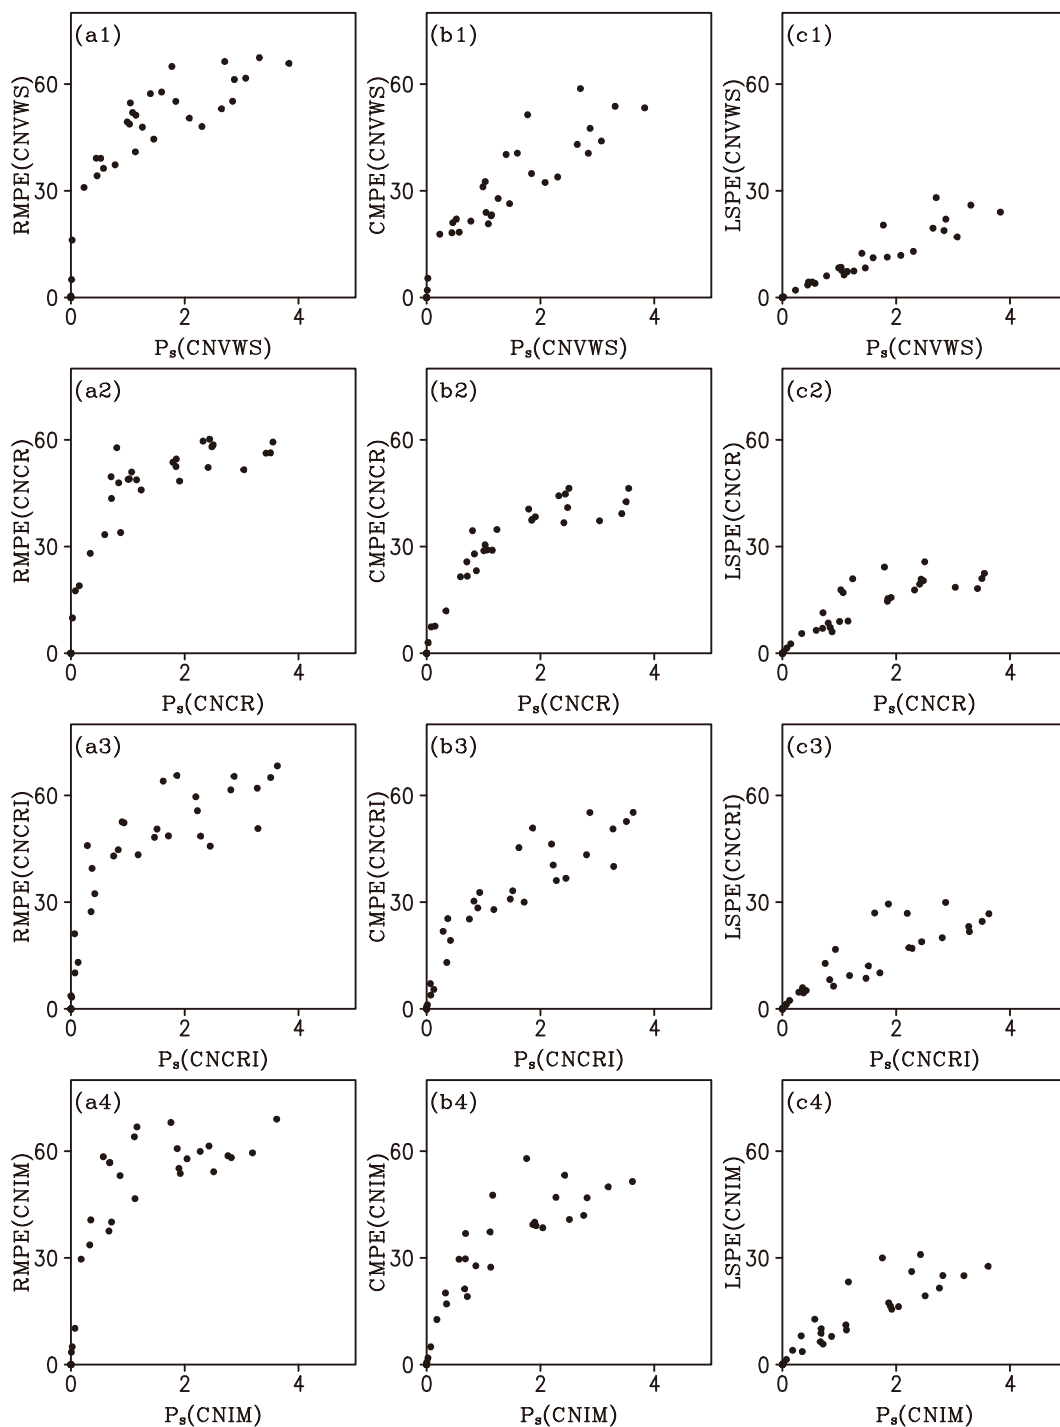 (a1)
RMPE(CNVWS)
60
30
0
0 2 4
Pₛ(CNVWS)
(b1)
CMPE(CNVWS)
60
30
0
0 2 4
Pₛ(CNVWS)
(c1)
LSPE(CNVWS)
60
30
0
0 2 4
Pₛ(CNVWS)
(a2)
RMPE(CNCR)
60
30
0
0 2 4
Pₛ(CNCR)
(b2)
CMPE(CNCR)
60
30
0
0 2 4
Pₛ(CNCR)
(c2)
LSPE(CNCR)
60
30
0
0 2 4
Pₛ(CNCR)
(a3)
RMPE(CNCRI)
60
30
0
0 2 4
Pₛ(CNCRI)
(b3)
CMPE(CNCRI)
60
30
0
0 2 4
Pₛ(CNCRI)
(c3)
LSPE(CNCRI)
60
30
0
0 2 4
Pₛ(CNCRI)
(a4)
RMPE(CNIM)
60
30
0
0 2 4
Pₛ(CNIM)
(b4)
CMPE(CNIM)
60
30
0
0 2 4
Pₛ(CNIM)
(c4)
LSPE(CNIM)
60
30
0
0 2 4
Pₛ(CNIM)